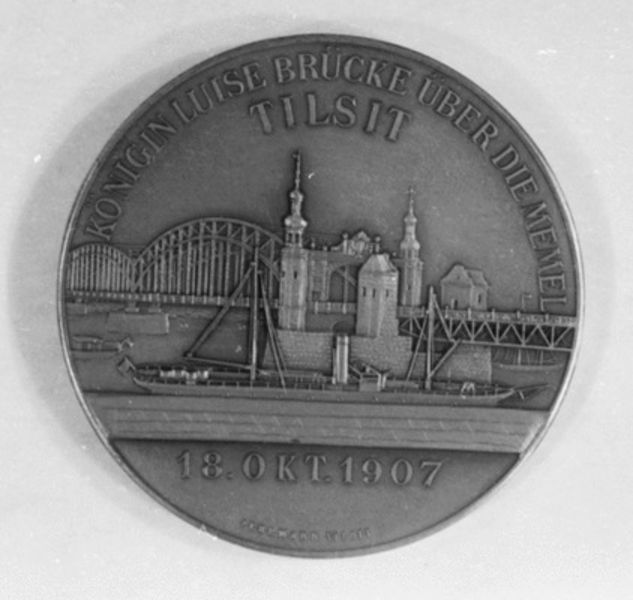 KÖNIGIN LUISE BRÜCKE ÜBER DIE MEMEL
TILSIT
18. OKT. 1907